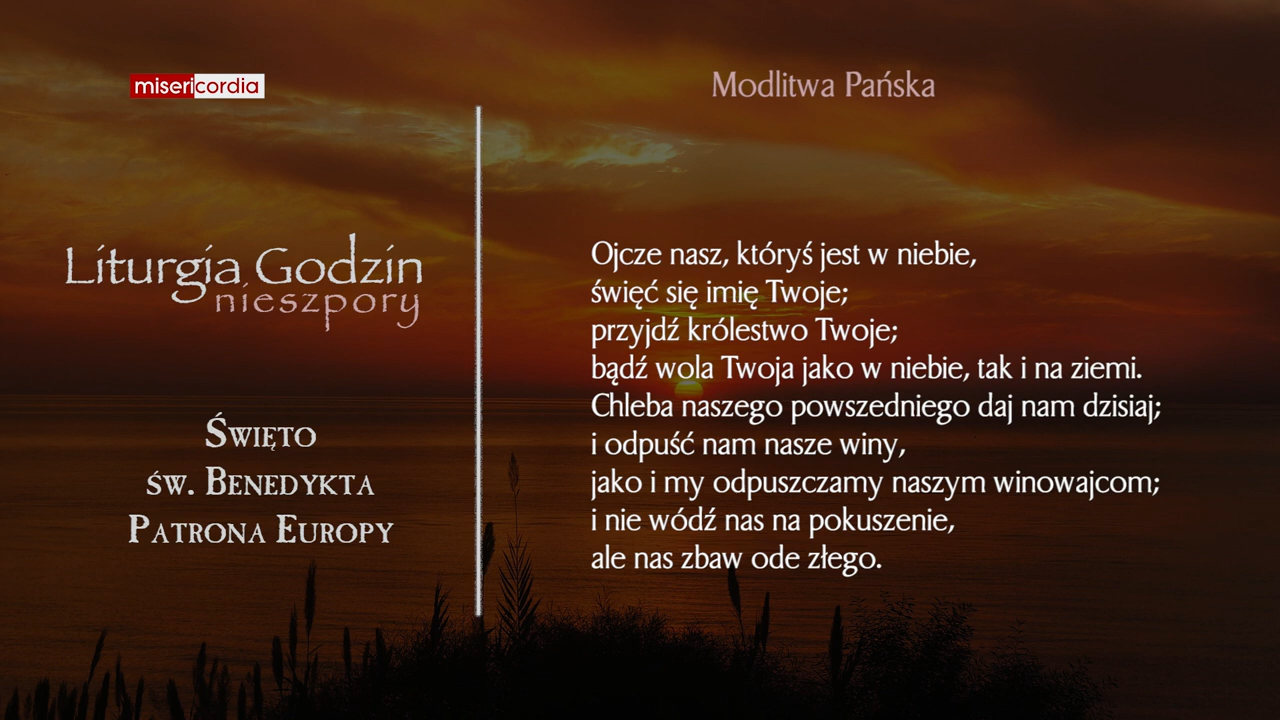 misericordia
Liturgia Godzin
nieszpory
Święto
św. Benedykta
Patrona Europy
Modlitwa Pańska
Ojcze nasz, któryś jest w niebie,
święć się imię Twoje;
przyjdź królestwo Twoje;
bądź wola Twoja jako w niebie, tak i na ziemi.
Chleba naszego powszedniego daj nam dzisiaj;
i odpuść nam nasze winy,
jako i my odpuszczamy naszym winowajcom;
i nie wódź nas na pokuszenie,
ale nas zbaw ode złego.